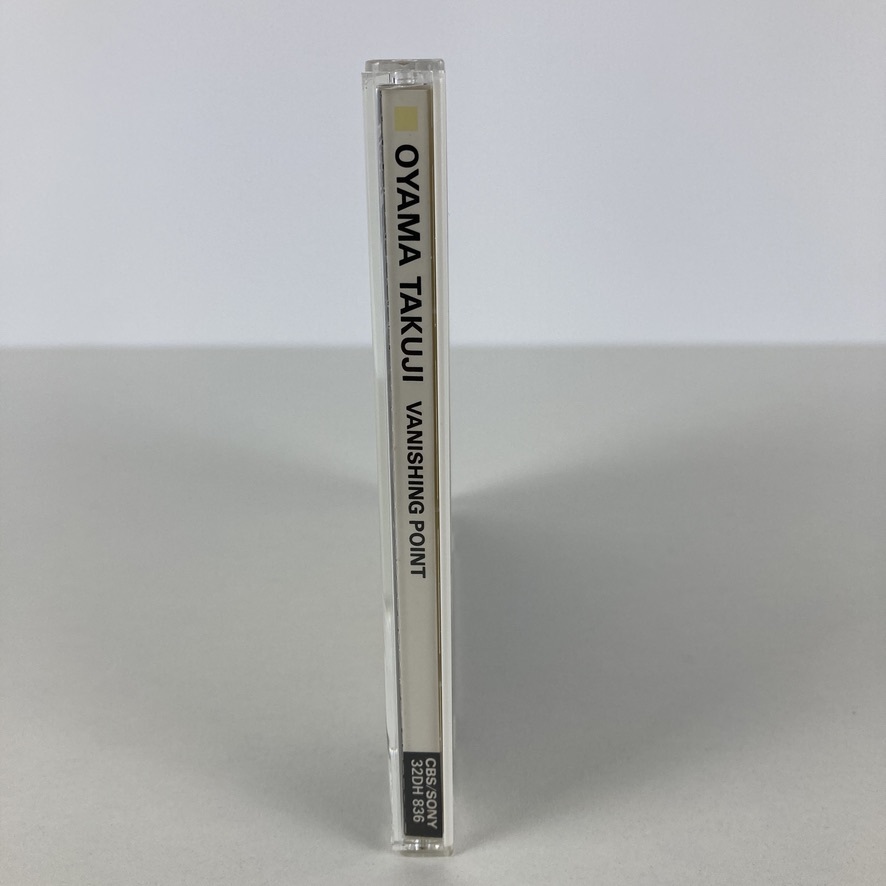 OYAMA TAKUJI VANISHING POINT
CBS/SONY
32DH 836